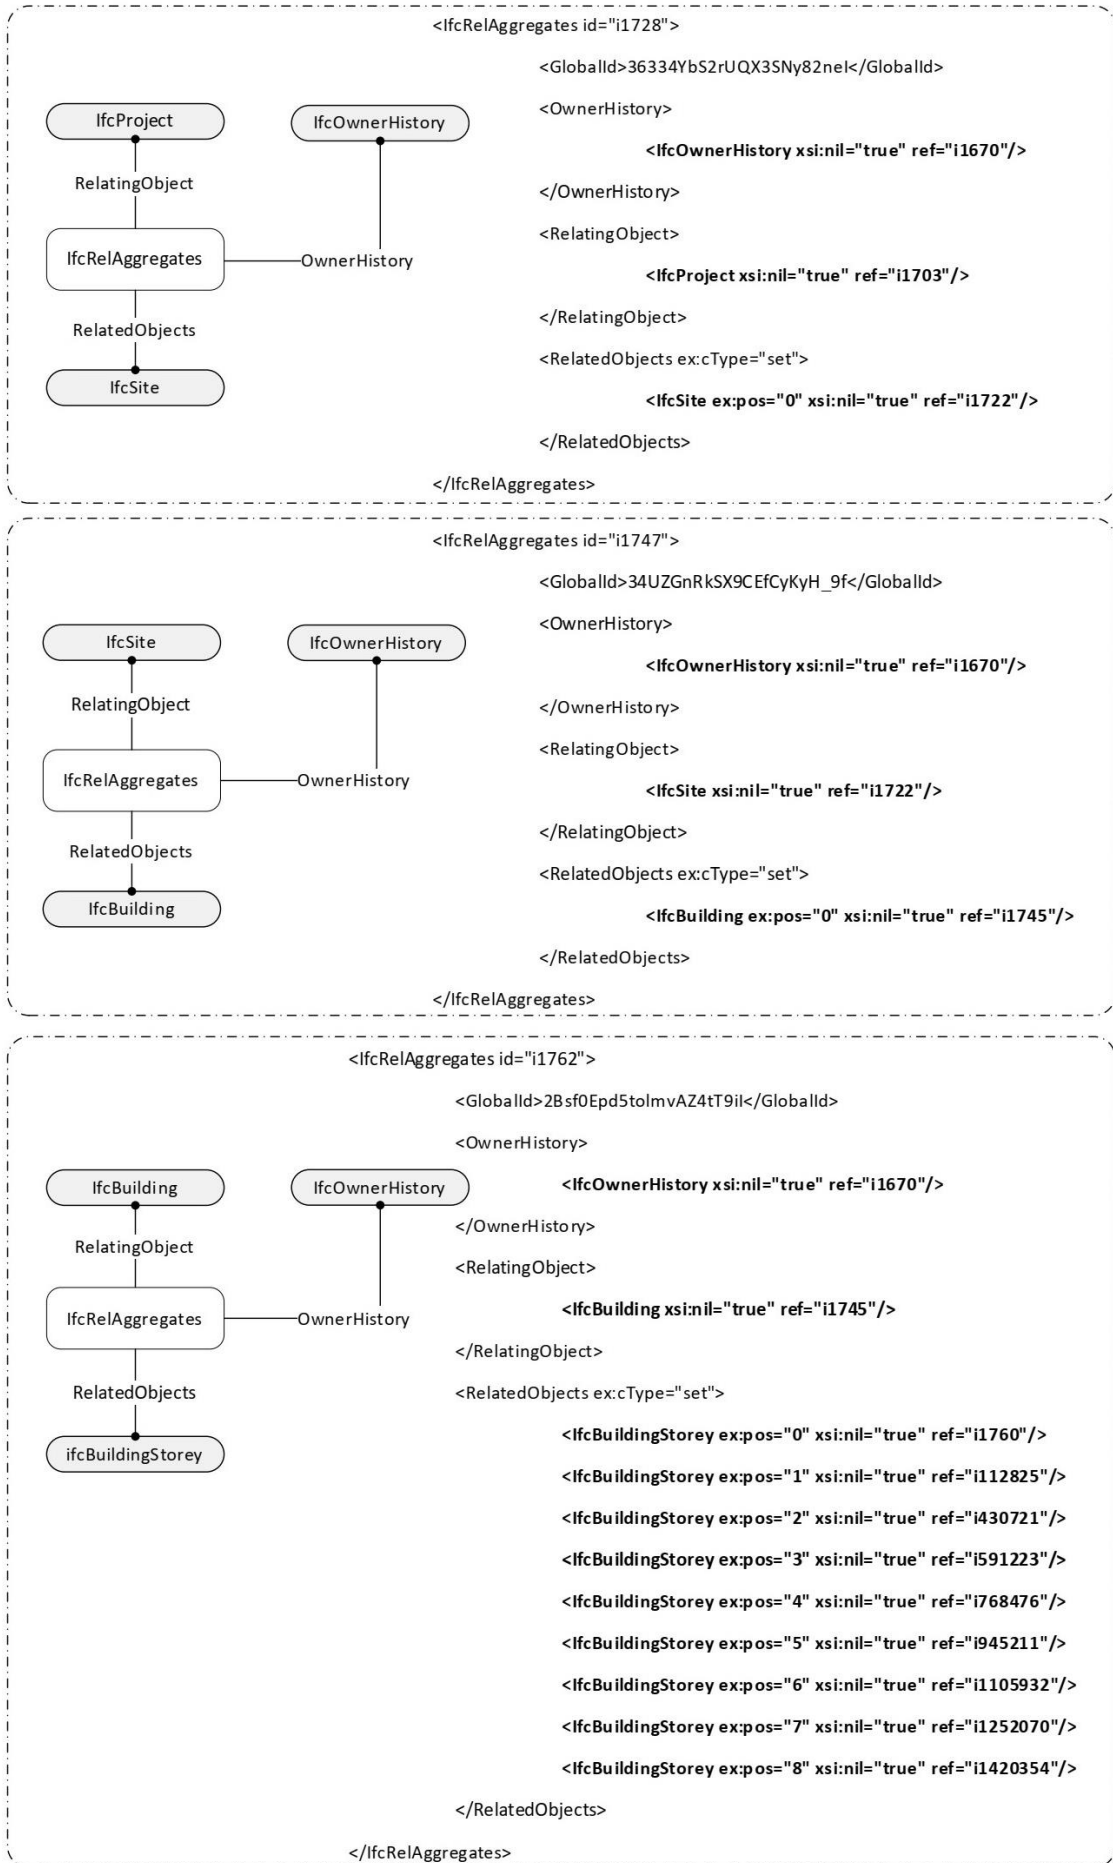 <IfcRelAggregates id="i1728">
<GlobalId>36334YbS2rUQX3SNy82neI</GlobalId>
<OwnerHistory>
<IfcOwnerHistory xsi:nil="true" ref="i1670"/>
</OwnerHistory>
<RelatingObject>
<IfcProject xsi:nil="true" ref="i1703"/>
</RelatingObject>
<RelatedObjects ex:cType="set">
<IfcSite ex:pos="0" xsi:nil="true" ref="i1722"/>
</RelatedObjects>
</IfcRelAggregates>
IfcProject
IfcOwnerHistory
RelatingObject
IfcRelAggregates
OwnerHistory
RelatedObjects
IfcSite
<IfcRelAggregates id="i1747">
<GlobalId>34UZGnRkSX9CEfCyKyH_9f</GlobalId>
<OwnerHistory>
<IfcOwnerHistory xsi:nil="true" ref="i1670"/>
</OwnerHistory>
<RelatingObject>
<IfcSite xsi:nil="true" ref="i1722"/>
</RelatingObject>
<RelatedObjects ex:cType="set">
<IfcBuilding ex:pos="0" xsi:nil="true" ref="i1745"/>
</RelatedObjects>
</IfcRelAggregates>
IfcSite
IfcOwnerHistory
RelatingObject
IfcRelAggregates
OwnerHistory
RelatedObjects
IfcBuilding
<IfcRelAggregates id="i1762">
<GlobalId>2Bsf0Epd5tolmvAZ4tT9iI</GlobalId>
<OwnerHistory>
<IfcOwnerHistory xsi:nil="true" ref="i1670"/>
</OwnerHistory>
<RelatingObject>
<IfcBuilding xsi:nil="true" ref="i1745"/>
</RelatingObject>
<RelatedObjects ex:cType="set">
<IfcBuildingStorey ex:pos="0" xsi:nil="true" ref="i1760"/>
<IfcBuildingStorey ex:pos="1" xsi:nil="true" ref="i112825"/>
<IfcBuildingStorey ex:pos="2" xsi:nil="true" ref="i430721"/>
<IfcBuildingStorey ex:pos="3" xsi:nil="true" ref="i591223"/>
<IfcBuildingStorey ex:pos="4" xsi:nil="true" ref="i768476"/>
<IfcBuildingStorey ex:pos="5" xsi:nil="true" ref="i945211"/>
<IfcBuildingStorey ex:pos="6" xsi:nil="true" ref="i1105932"/>
<IfcBuildingStorey ex:pos="7" xsi:nil="true" ref="i1252070"/>
<IfcBuildingStorey ex:pos="8" xsi:nil="true" ref="i1420354"/>
</RelatedObjects>
</IfcRelAggregates>
IfcBuilding
IfcOwnerHistory
RelatingObject
IfcRelAggregates
OwnerHistory
RelatedObjects
ifcBuildingStorey